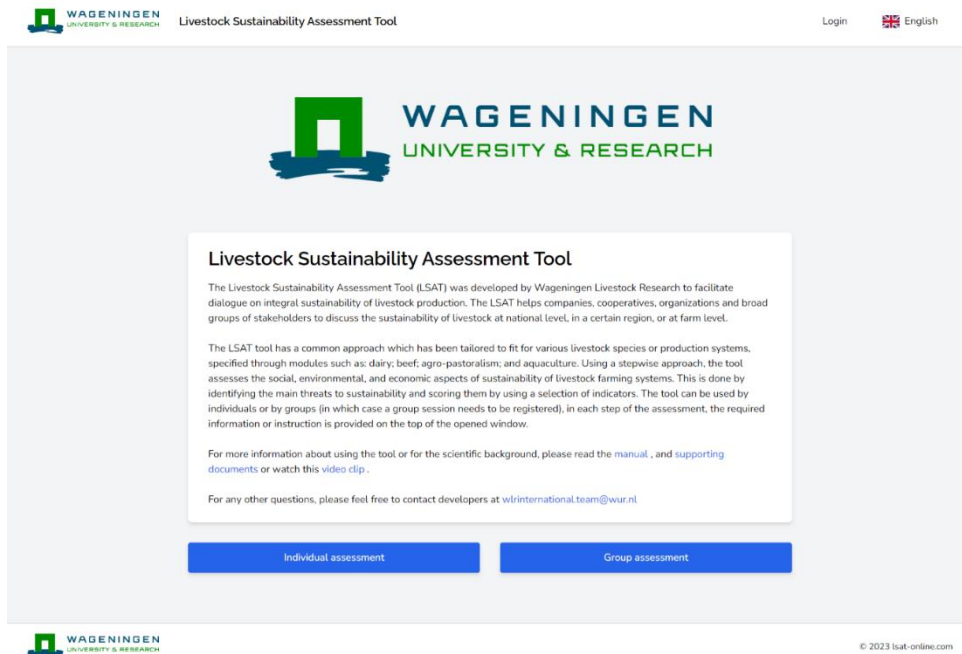 WAGENINGEN
UNIVERSITY & RESEARCH
Livestock Sustainability Assessment Tool
Login
English
WAGENINGEN
UNIVERSITY & RESEARCH
Livestock Sustainability Assessment Tool
The Livestock Sustainability Assessment Tool (LSAT) was developed by Wageningen Livestock Research to facilitate
dialogue on integral sustainability of livestock production. The LSAT helps companies, cooperatives, organizations and broad
groups of stakeholders to discuss the sustainability of livestock at national level, in a certain region, or at farm level.
The LSAT tool has a common approach which has been tailored to fit for various livestock species or production systems,
specified through modules such as: dairy; beef; agro-pastoralism; and aquaculture. Using a stepwise approach, the tool
assesses the social, environmental, and economic aspects of sustainability of livestock farming systems. This is done by
identifying the main threats to sustainability and scoring them by using a selection of indicators. The tool can be used by
individuals or by groups (in which case a group session needs to be registered), in each step of the assessment, the required
information or instruction is provided on the top of the opened window.
For more information about using the tool or for the scientific background, please read the manual , and supporting
documents or watch this video clip .
For any other questions, please feel free to contact developers at wlrinternational.team@wur.nl
Individual assessment
Group assessment
WAGENINGEN
UNIVERSITY & RESEARCH
© 2023 lsat-online.com